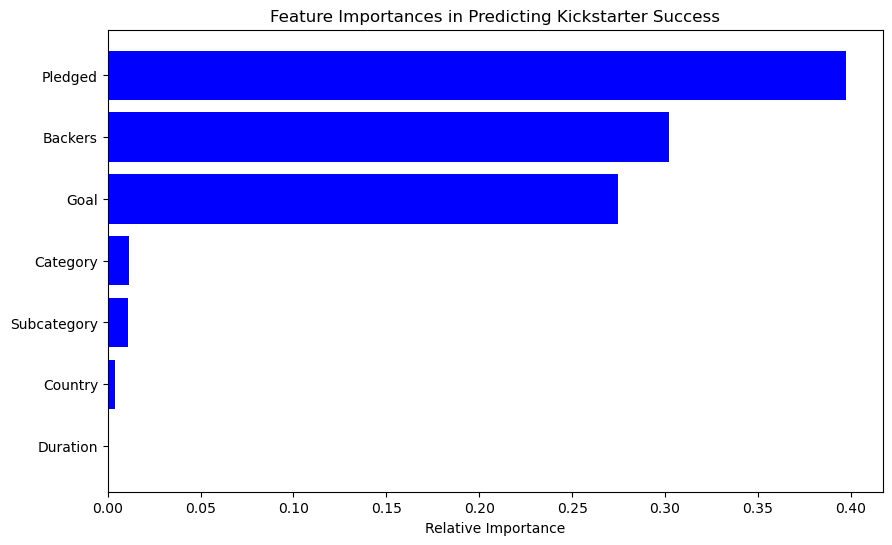 Feature Importances in Predicting Kickstarter Success
Pledged
Backers
Goal
Category
Subcategory
Country
Duration
0.00 0.05 0.10 0.15 0.20 0.25 0.30 0.35 0.40
Relative Importance